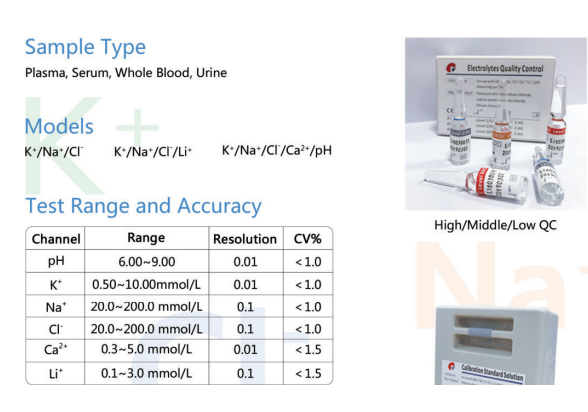 Sample Type
Plasma, Serum, Whole Blood, Urine
K+
Models
K⁺/Na⁺/Cl⁻ K⁺/Na⁺/Cl⁻/Li⁺ K⁺/Na⁺/Cl⁻/Ca²⁺/pH
Test Range and Accuracy
Channel Range Resolution CV%
pH 6.00~9.00 0.01 <1.0
K⁺ 0.50~10.00mmol/L 0.01 <1.0
Na⁺ 20.0~200.0 mmol/L 0.1 <1.0
Cl⁻ 20.0~200.0 mmol/L 0.1 <1.0
Ca²⁺ 0.3~5.0 mmol/L 0.01 <1.5
Li⁺ 0.1~3.0 mmol/L 0.1 <1.5
Electrolytes Quality Control
High/Middle/Low QC
Na+
Calibration Standard Solution